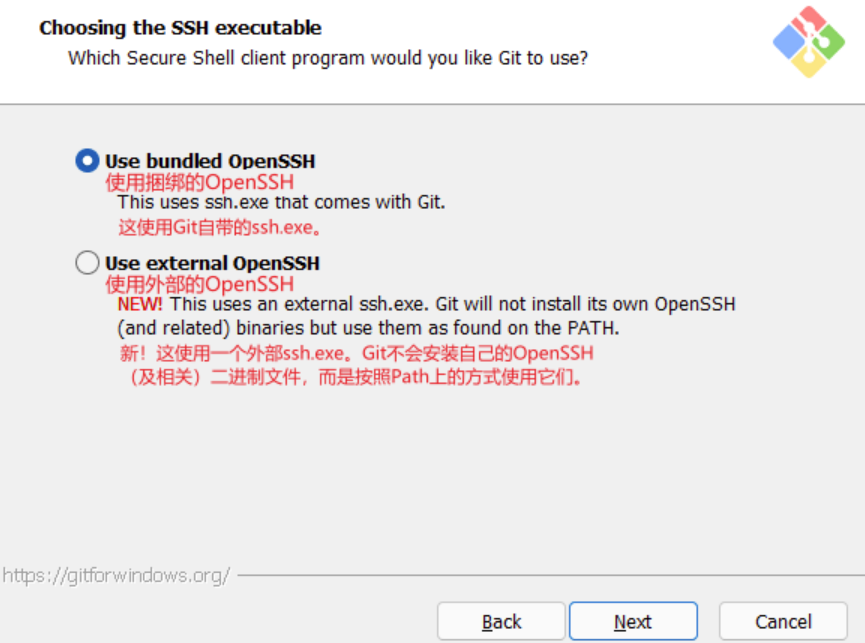 Choosing the SSH executable
Which Secure Shell client program would you like Git to use?
Use bundled OpenSSH
使用捆绑的OpenSSH
This uses ssh.exe that comes with Git.
这使用Git自带的ssh.exe。
Use external OpenSSH
使用外部的OpenSSH
NEW! This uses an external ssh.exe. Git will not install its own OpenSSH
(and related) binaries but use them as found on the PATH.
新！这使用一个外部ssh.exe。Git不会安装自己的OpenSSH
（及相关）二进制文件，而是按照Path上的方式使用它们。
https://gitforwindows.org/
Back Next Cancel